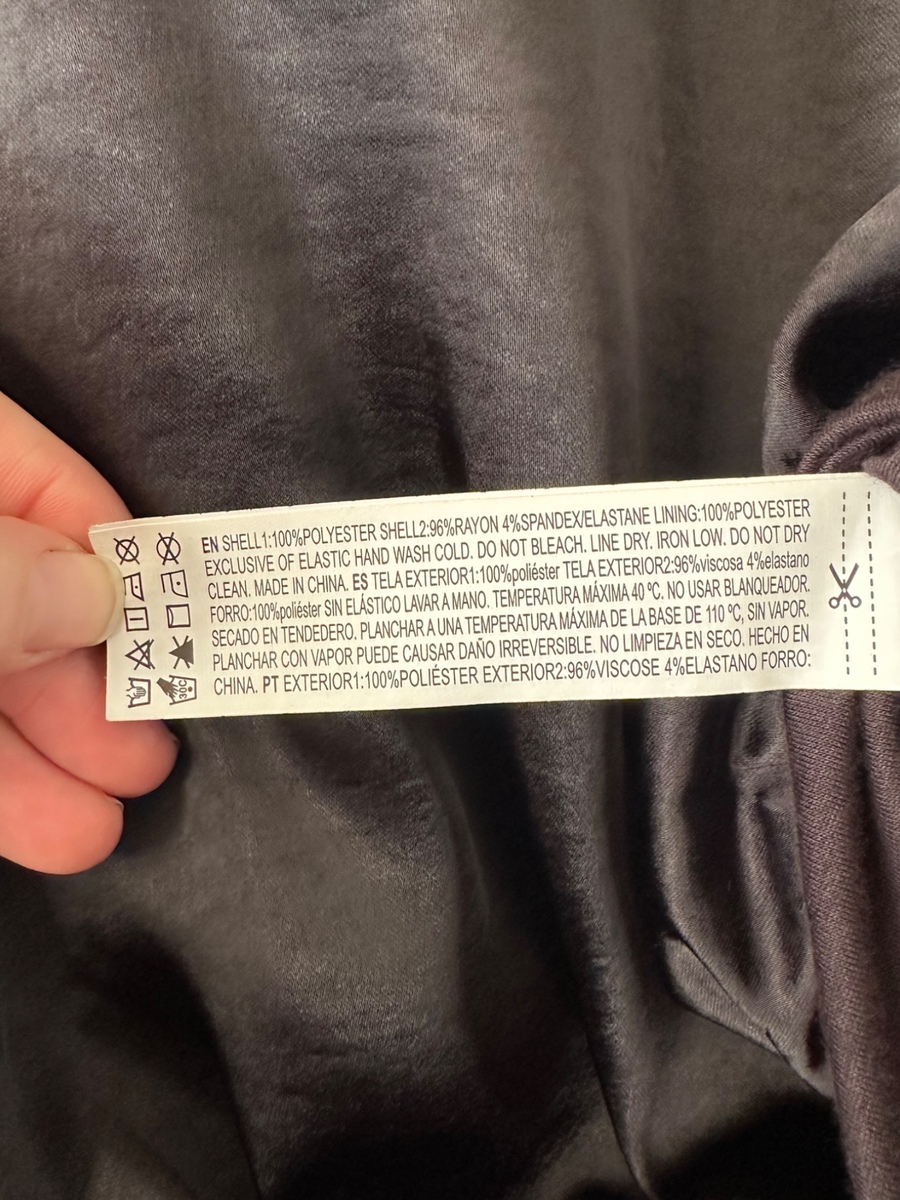 EN SHELL1:100%POLYESTER SHELL2:96%RAYON 4%SPANDEX/ELASTANE LINING:100%POLYESTER
EXCLUSIVE OF ELASTIC HAND WASH COLD. DO NOT BLEACH. LINE DRY. IRON LOW. DO NOT DRY
CLEAN. MADE IN CHINA. ES TELA EXTERIOR1:100%poliéster TELA EXTERIOR2:96%viscosa 4%elastano
FORRO:100%poliéster SIN ELÁSTICO LAVAR A MANO. TEMPERATURA MÁXIMA 40 ºC. NO USAR BLANQUEADOR.
SECADO EN TENDEDERO. PLANCHAR A UNA TEMPERATURA MÁXIMA DE LA BASE DE 110 ºC, SIN VAPOR.
PLANCHAR CON VAPOR PUEDE CAUSAR DAÑO IRREVERSIBLE. NO LIMPIEZA EN SECO. HECHO EN
CHINA. PT EXTERIOR1:100%POLIÉSTER EXTERIOR2:96%VISCOSE 4%ELASTANO FORRO:
30C